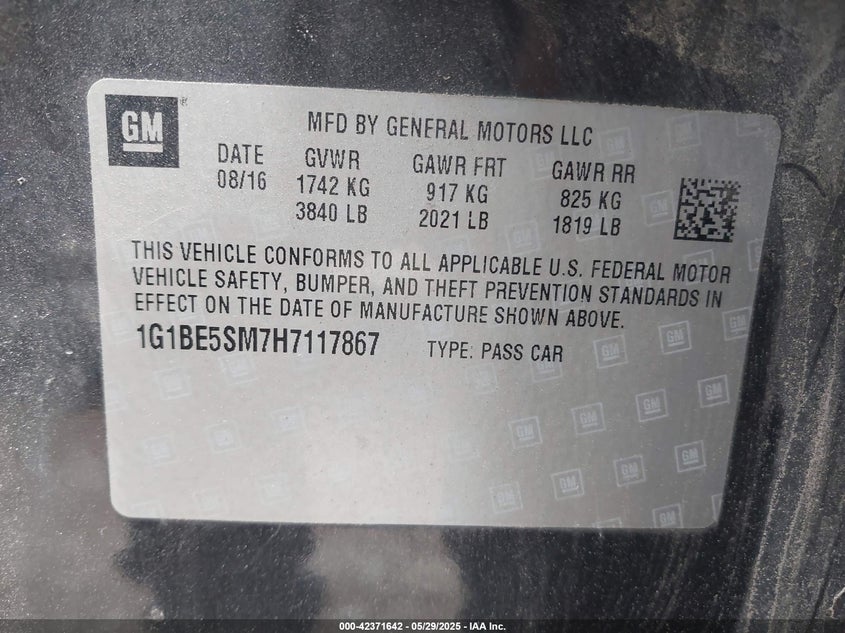 GM
MFD BY GENERAL MOTORS LLC
DATE GVWR GAWR FRT GAWR RR
08/16 1742 KG 917 KG 825 KG
3840 LB 2021 LB 1819 LB
THIS VEHICLE CONFORMS TO ALL APPLICABLE U.S. FEDERAL MOTOR
VEHICLE SAFETY, BUMPER, AND THEFT PREVENTION STANDARDS IN
EFFECT ON THE DATE OF MANUFACTURE SHOWN ABOVE.
1G1BE5SM7H7117867 TYPE: PASS CAR
000-42371642 - 05/29/2025 - IAA Inc.